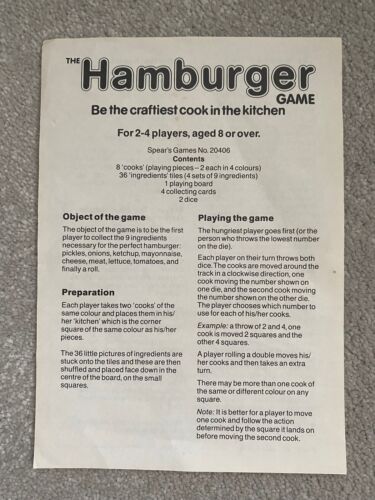 THE Hamburger
GAME
Be the craftiest cook in the kitchen
For 2-4 players, aged 8 or over.
Spear's Games No. 20406
Contents
8 'cooks' (playing pieces – 2 each in 4 colours)
36 'ingredients' tiles (4 sets of 9 ingredients)
1 playing board
4 collecting cards
2 dice
Object of the game
The object of the game is to be the first
player to collect the 9 ingredients
necessary for the perfect hamburger:
pickles, onions, ketchup, mayonnaise,
cheese, meat, lettuce, tomatoes, and
finally a roll.
Preparation
Each player takes two 'cooks' of the
same colour and places them in his/
her 'kitchen' which is the corner
square of the same colour as his/her
pieces.
The 36 little pictures of ingredients are
stuck onto the tiles and these are then
shuffled and placed face down in the
centre of the board, on the small
squares.
Playing the game
The hungriest player goes first (or the
person who throws the lowest number
on the die).
Each player on their turn throws both
dice. The cooks are moved around the
track in a clockwise direction, one
cook moving the number shown on
one die, and the second cook moving
the number shown on the other die.
The player chooses which number to
use for each of his/her cooks.
Example: a throw of 2 and 4, one
cook is moved 2 squares and the
other 4 squares.
A player rolling a double moves his/
her cooks and then takes an extra
turn.
There may be more than one cook of
the same or different colour on any
square.
Note: It is better for a player to move
one cook and follow the action
determined by the square it lands on
before moving the second cook.